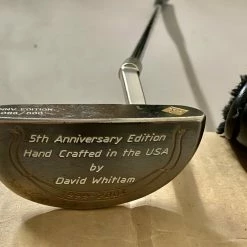 5th Anniversary Edition
Hand Crafted in the USA
by
David Whitlam